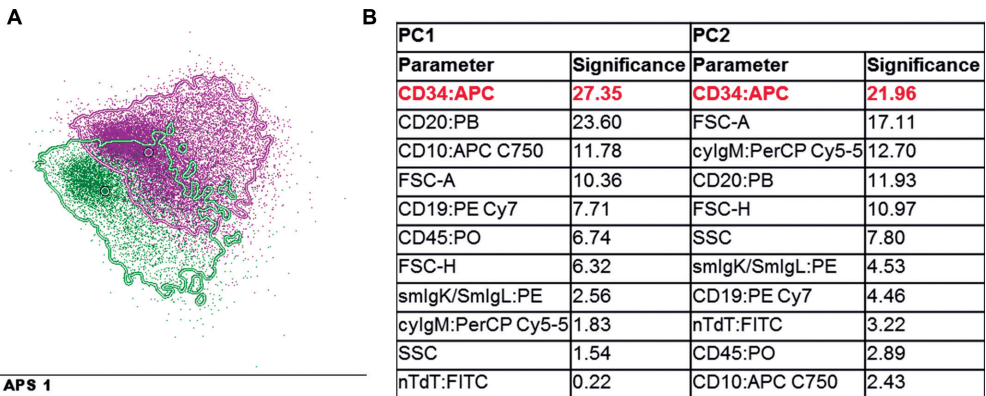 A
B
APS 1
PC1 PC2
Parameter Significance Parameter Significance
CD34:APC 27.35 CD34:APC 21.96
CD20:PB 23.60 FSC-A 17.11
CD10:APC C750 11.78 cyIgM:PerCP Cy5-5 12.70
FSC-A 10.36 CD20:PB 11.93
CD19:PE Cy7 7.71 FSC-H 10.97
CD45:PO 6.74 SSC 7.80
FSC-H 6.32 smIgK/SmIgL:PE 4.53
smIgK/SmIgL:PE 2.56 CD19:PE Cy7 4.46
cyIgM:PerCP Cy5-5 1.83 nTdT:FITC 3.22
SSC 1.54 CD45:PO 2.89
nTdT:FITC 0.22 CD10:APC C750 2.43